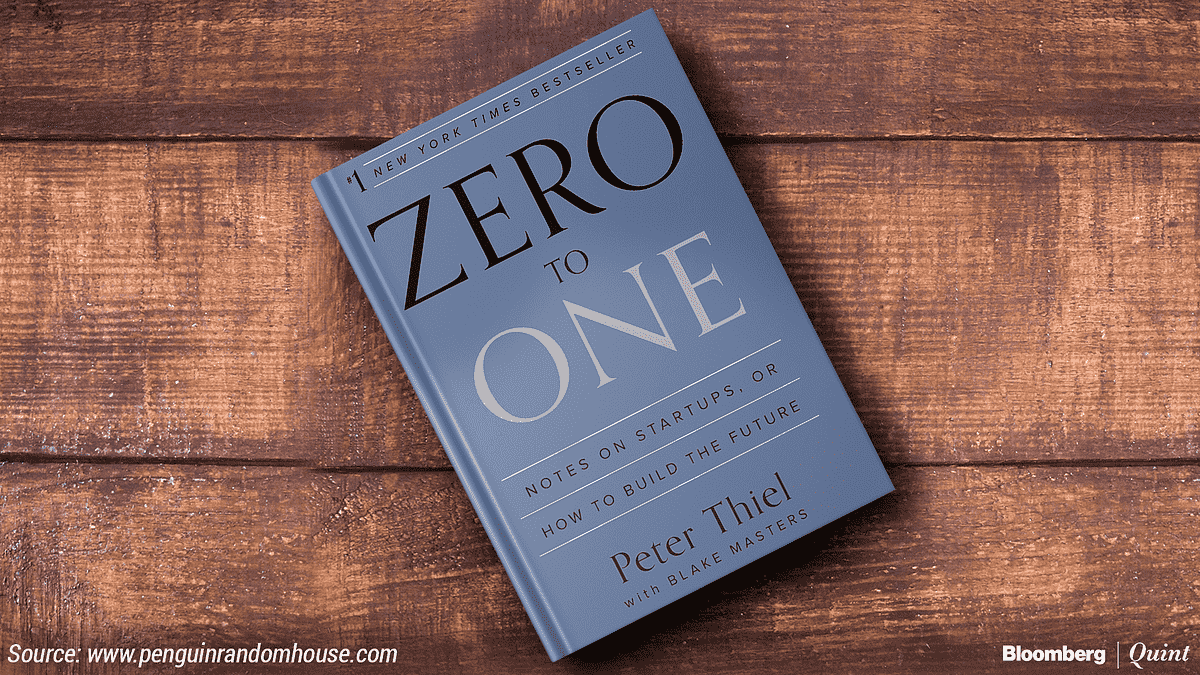 #1 NEW YORK TIMES BESTSELLER
ZERO
TO
ONE
NOTES ON STARTUPS, OR
HOW TO BUILD THE FUTURE
Peter Thiel
with BLAKE MASTERS
Source: www.penguinrandomhouse.com
Bloomberg | Quint